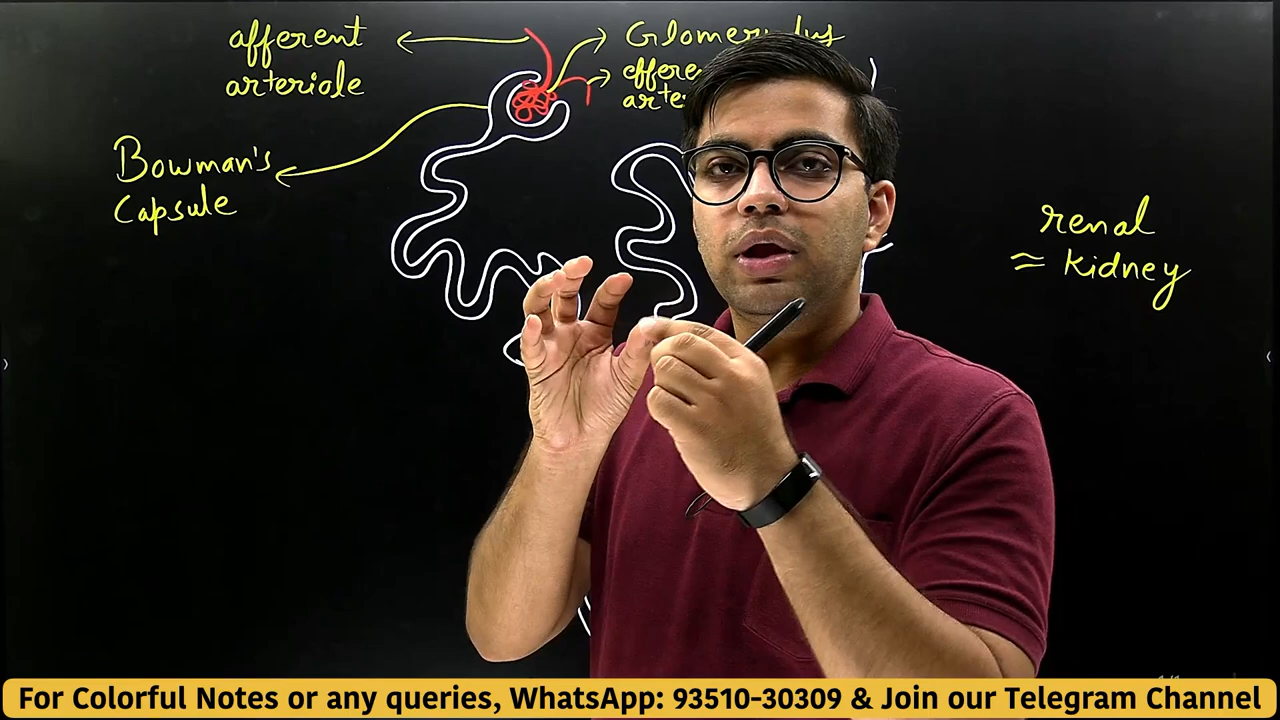 afferent
arteriole
Glomerulus
Bowman's
Capsule
renal
= kidney
For Colorful Notes or any queries, WhatsApp: 93510-30309 & Join our Telegram Channel